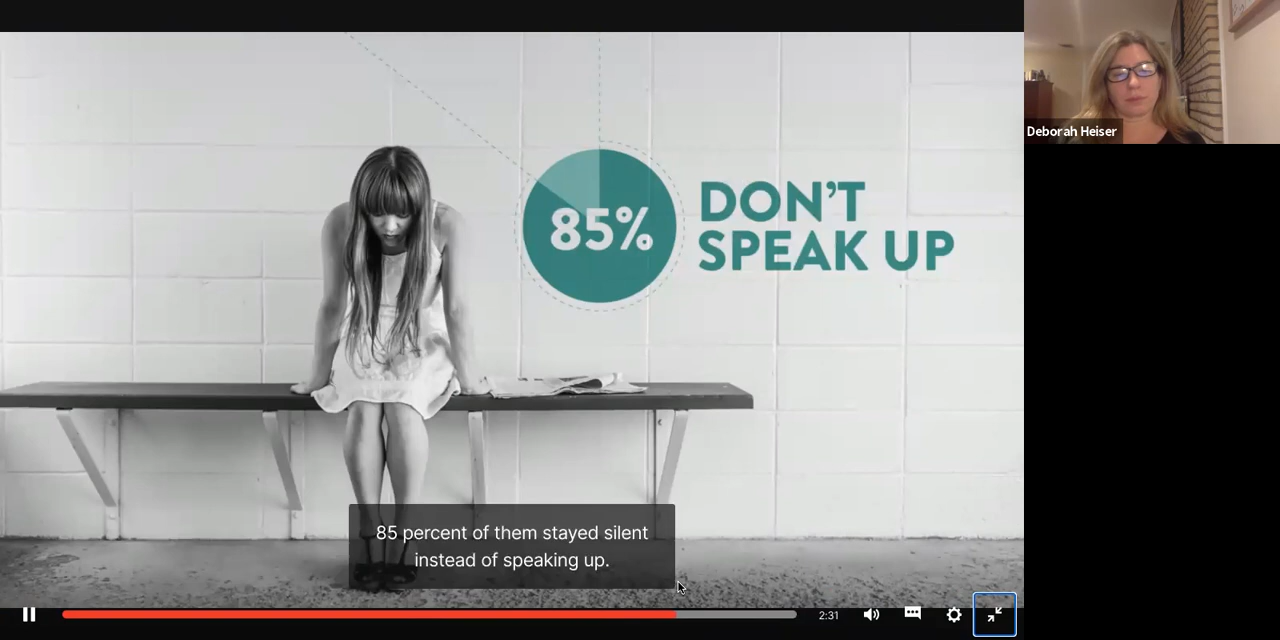 85%
DON'T
SPEAK UP
Deborah Heiser
85 percent of them stayed silent
instead of speaking up.
2:31